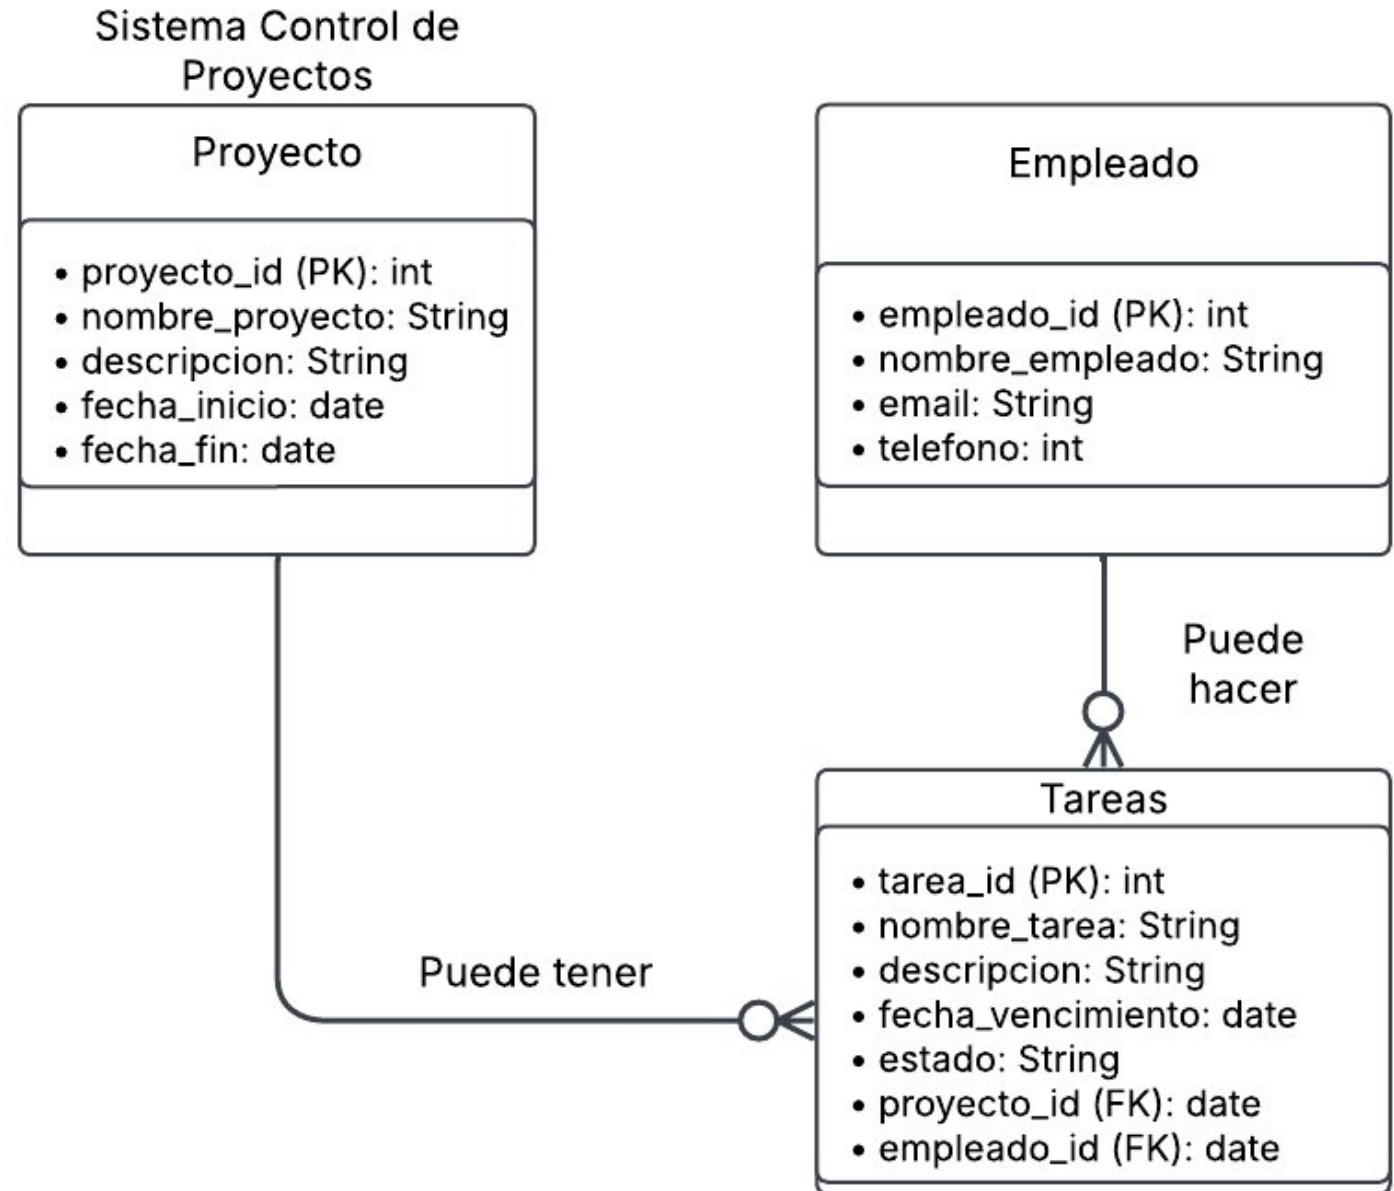 Sistema Control de
Proyectos
Proyecto
• proyecto_id (PK): int
• nombre_proyecto: String
• descripcion: String
• fecha_inicio: date
• fecha_fin: date
Empleado
• empleado_id (PK): int
• nombre_empleado: String
• email: String
• telefono: int
Puede
hacer
Puede tener
Tareas
• tarea_id (PK): int
• nombre_tarea: String
• descripcion: String
• fecha_vencimiento: date
• estado: String
• proyecto_id (FK): date
• empleado_id (FK): date